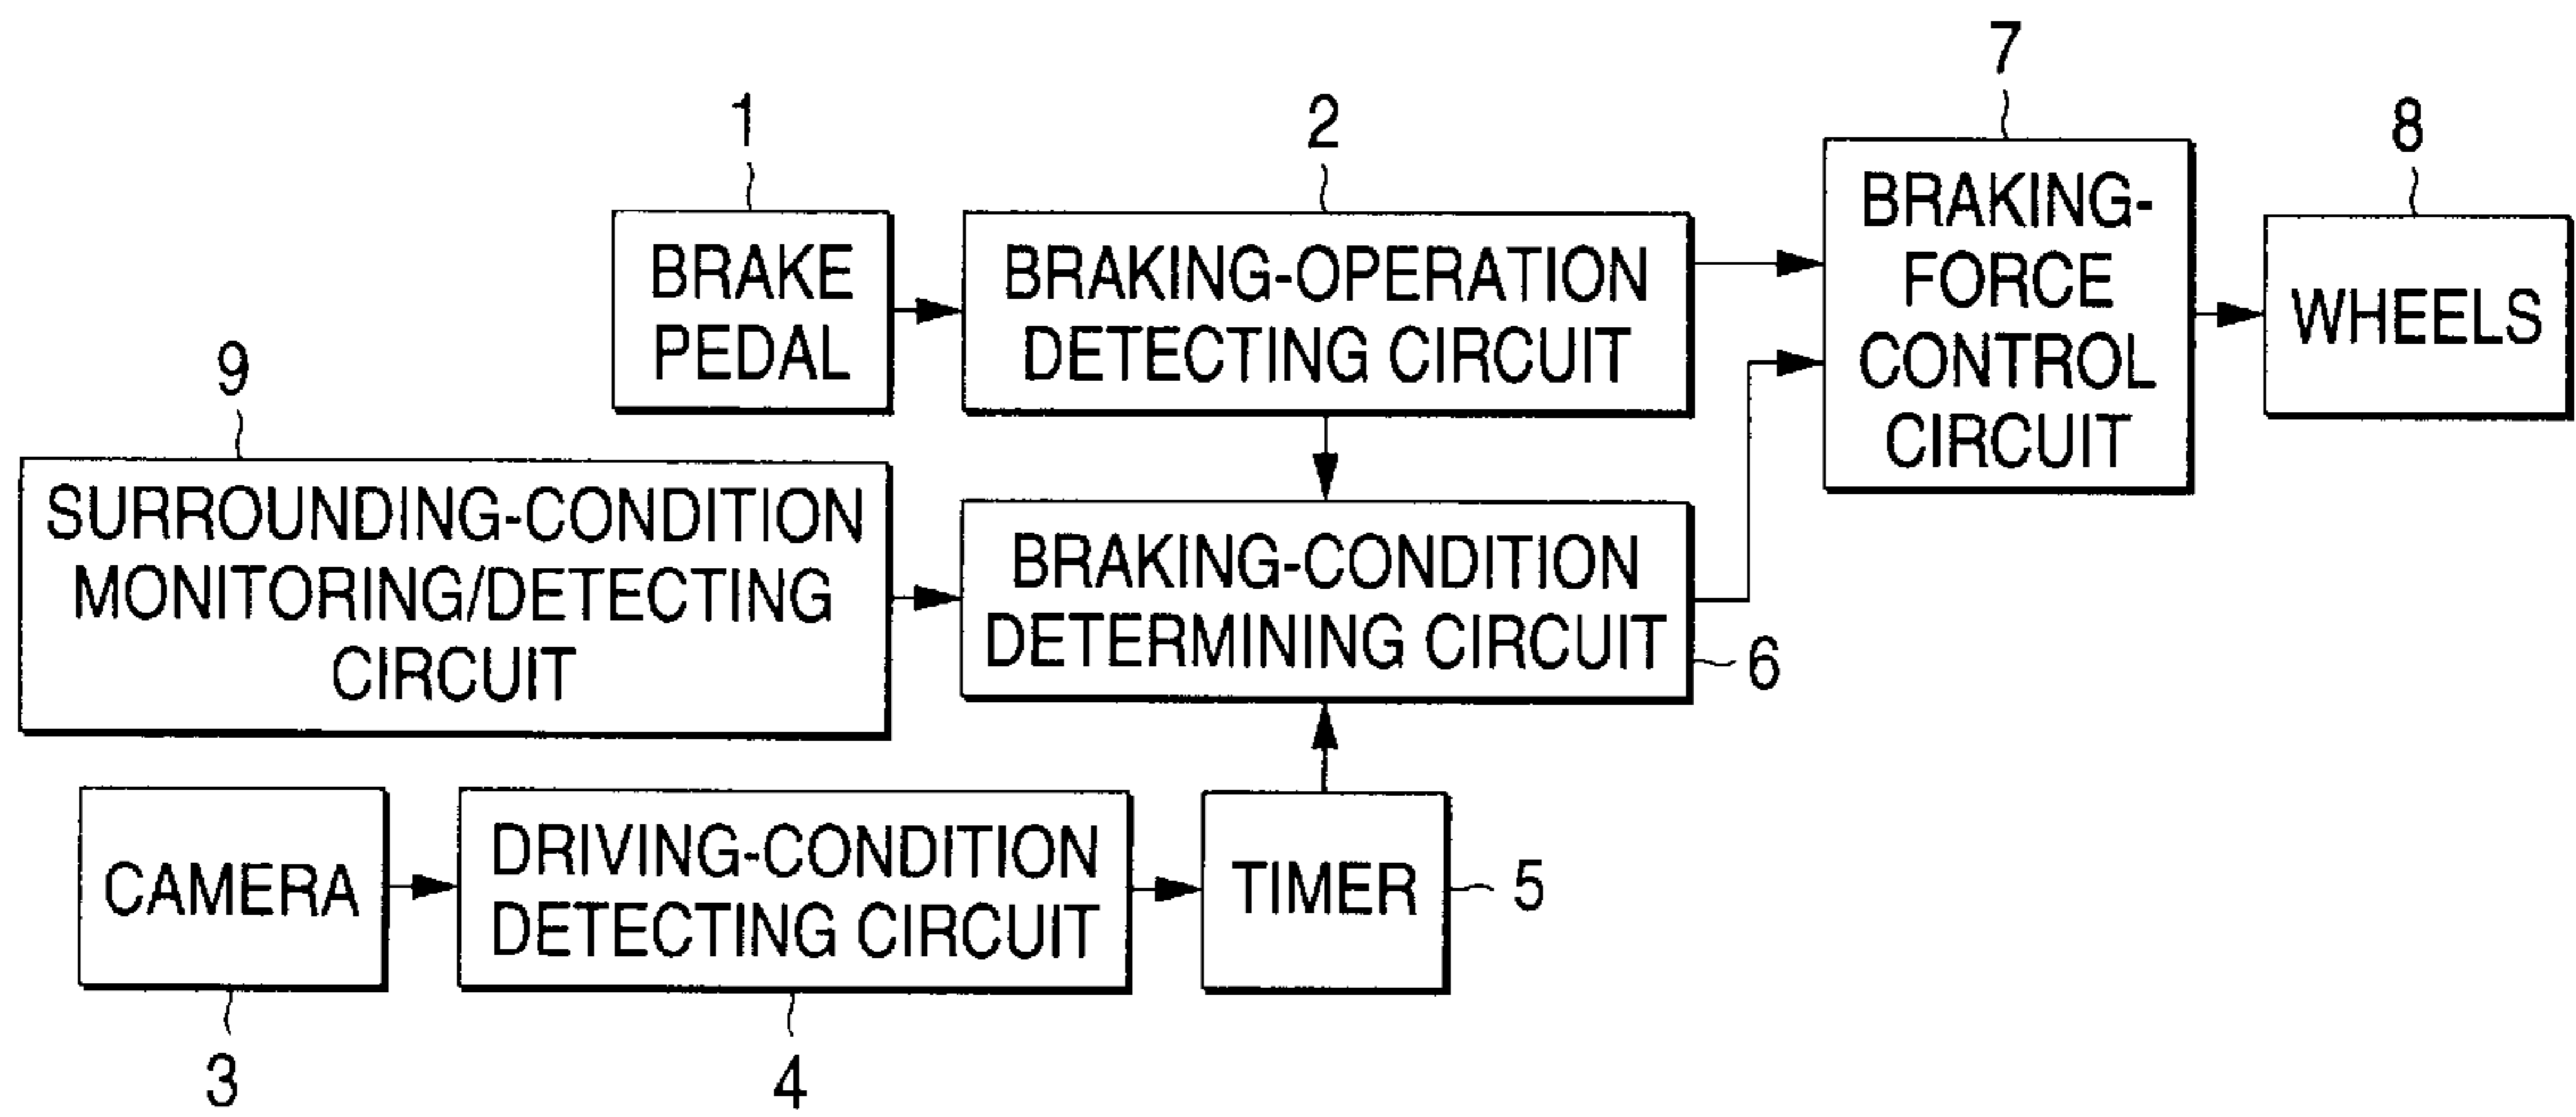 7
1
2
8
BRAKE
PEDAL
BRAKING-OPERATION
DETECTING CIRCUIT
BRAKING-
FORCE
CONTROL
CIRCUIT
WHEELS
9
SURROUNDING-CONDITION
MONITORING/DETECTING
CIRCUIT
BRAKING-CONDITION
DETERMINING CIRCUIT
6
CAMERA
DRIVING-CONDITION
DETECTING CIRCUIT
TIMER
5
3
4